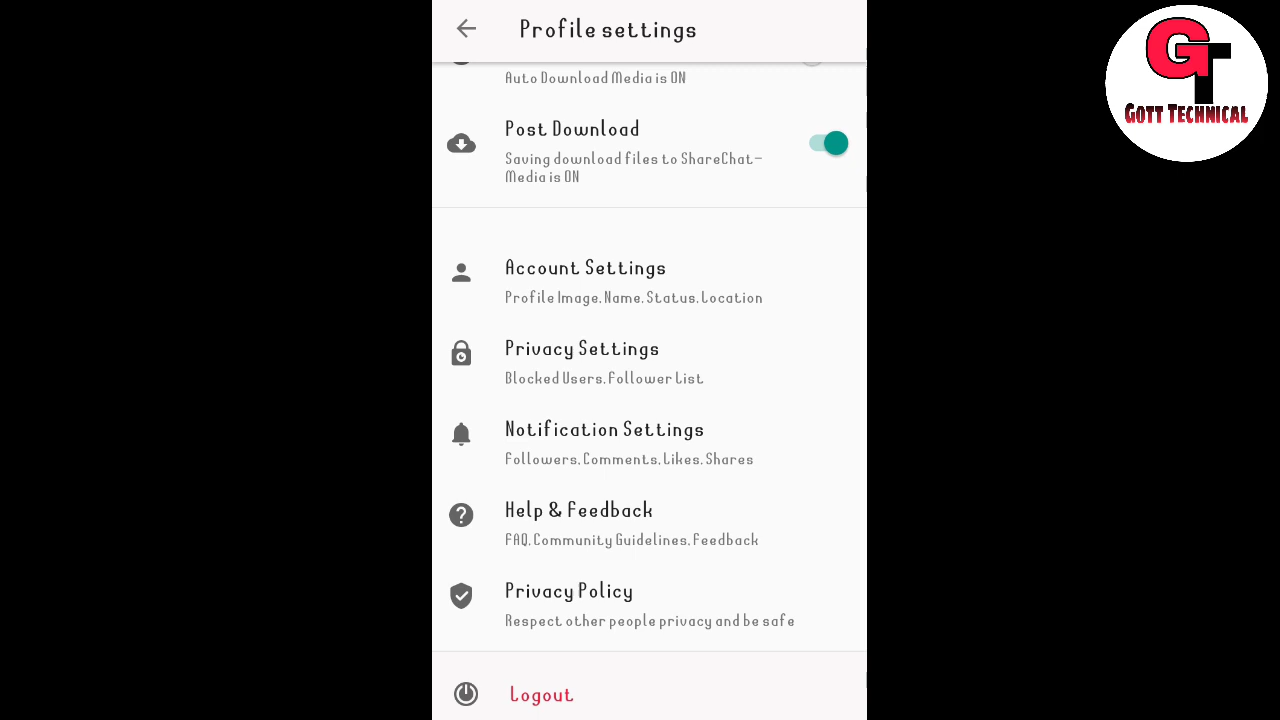 Profile settings
GT
GOTT TECHNICAL
Auto Download Media is ON
Post Download
Saving download files to ShareChat-
Media is ON
Account Settings
Profile Image, Name, Status, Location
Privacy Settings
Blocked Users, Follower List
Notification Settings
Followers, Comments, Likes, Shares
Help & Feedback
FAQ, Community Guidelines, Feedback
Privacy Policy
Respect other people privacy and be safe
Logout